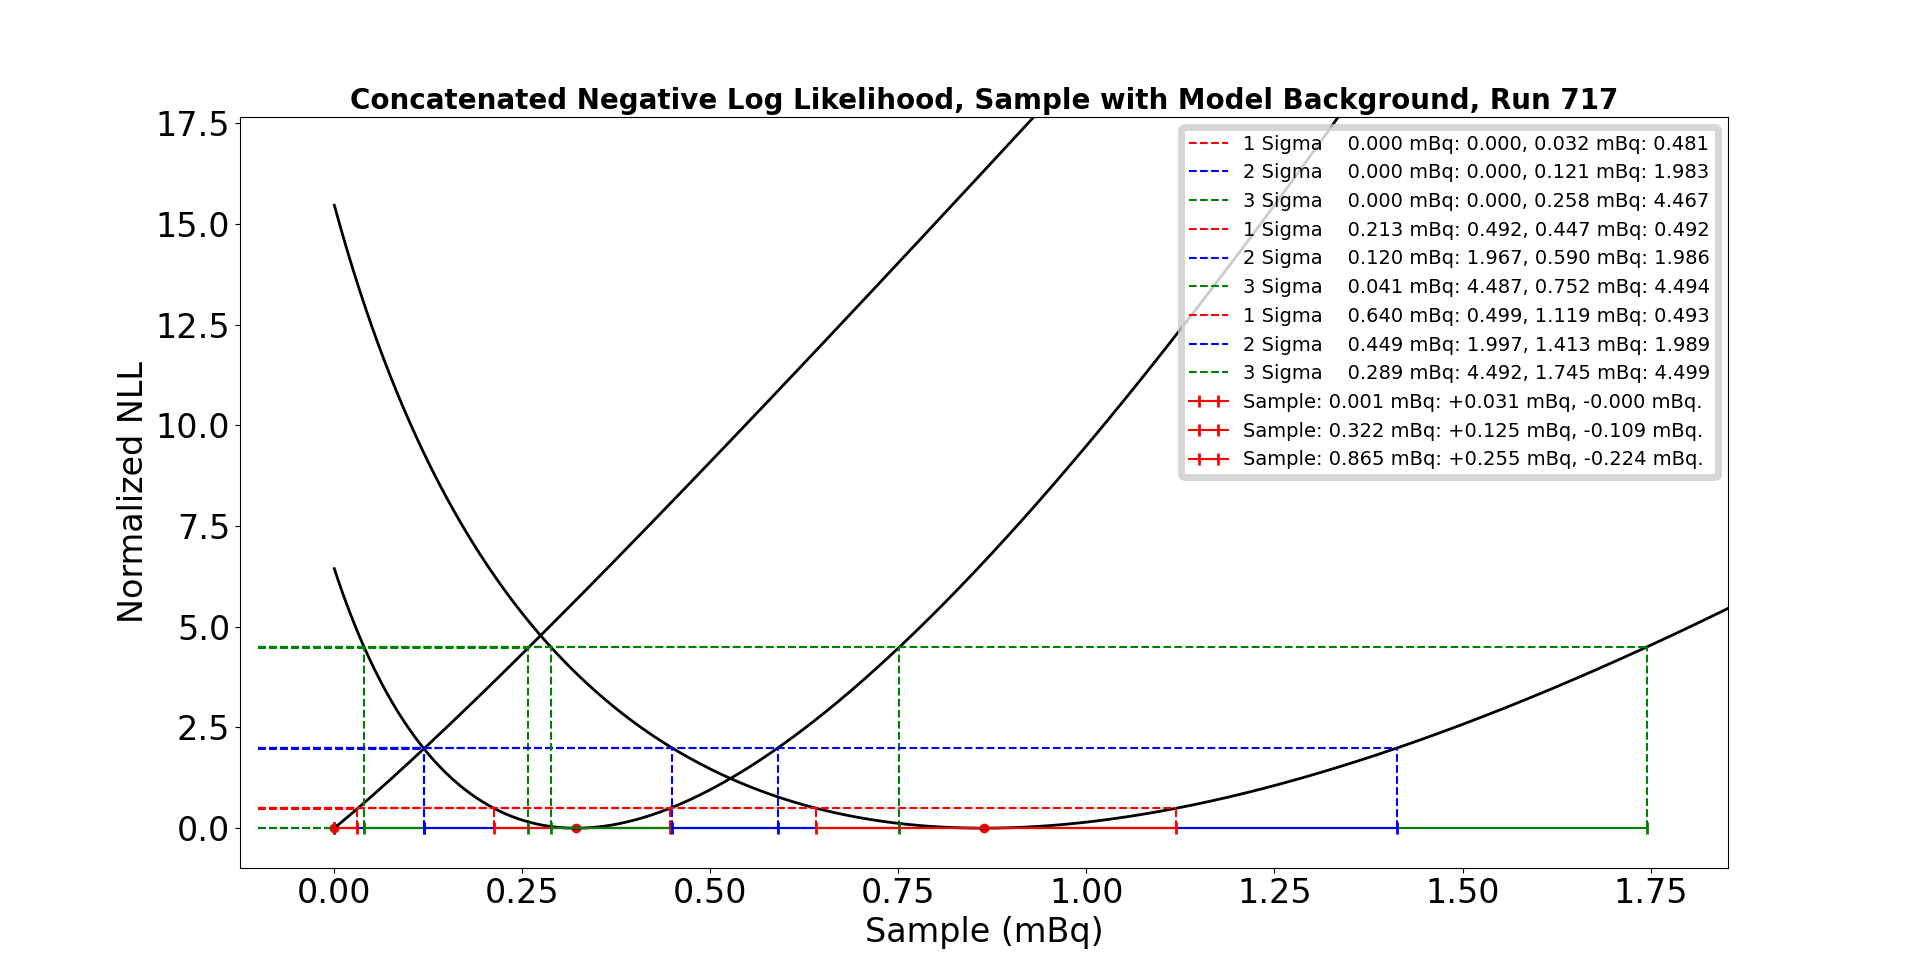 Concatenated Negative Log Likelihood, Sample with Model Background, Run 717
17.5
15.0
12.5
10.0
7.5
5.0
2.5
0.0
Normalized NLL
1 Sigma 0.000 mBq: 0.000, 0.032 mBq: 0.481
2 Sigma 0.000 mBq: 0.000, 0.121 mBq: 1.983
3 Sigma 0.000 mBq: 0.000, 0.258 mBq: 4.467
1 Sigma 0.213 mBq: 0.492, 0.447 mBq: 0.492
2 Sigma 0.120 mBq: 1.967, 0.590 mBq: 1.986
3 Sigma 0.041 mBq: 4.487, 0.752 mBq: 4.494
1 Sigma 0.640 mBq: 0.499, 1.119 mBq: 0.493
2 Sigma 0.449 mBq: 1.997, 1.413 mBq: 1.989
3 Sigma 0.289 mBq: 4.492, 1.745 mBq: 4.499
Sample: 0.001 mBq: +0.031 mBq, -0.000 mBq.
Sample: 0.322 mBq: +0.125 mBq, -0.109 mBq.
Sample: 0.865 mBq: +0.255 mBq, -0.224 mBq.
0.00 0.25 0.50 0.75 1.00 1.25 1.50 1.75
Sample (mBq)